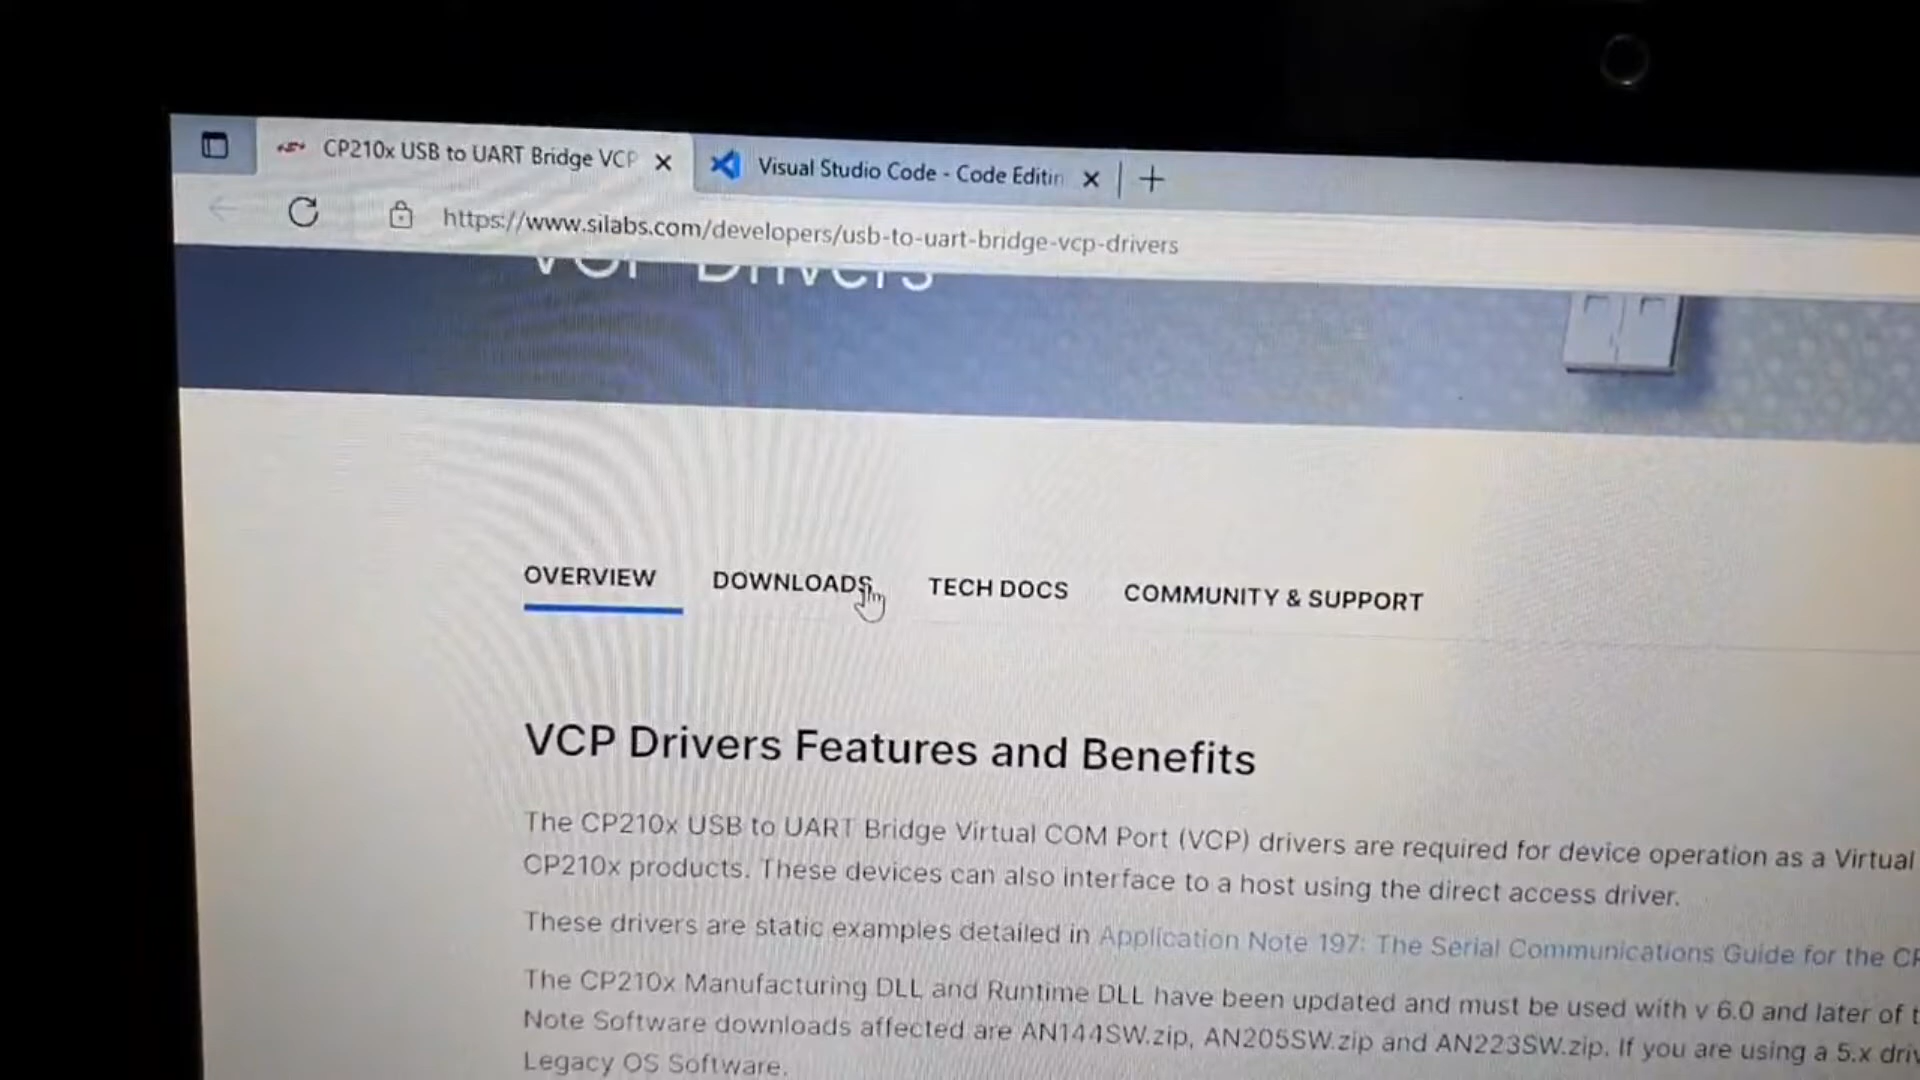 CP210x USB to UART Bridge VCP
Visual Studio Code - Code Editin
https://www.silabs.com/developers/usb-to-uart-bridge-vcp-drivers
VCP Drivers
OVERVIEW
DOWNLOADS
TECH DOCS
COMMUNITY & SUPPORT
VCP Drivers Features and Benefits
The CP210x USB to UART Bridge Virtual COM Port (VCP) drivers are required for device operation as a Virtual
CP210x products. These devices can also interface to a host using the direct access driver.
These drivers are static examples detailed in Application Note 197: The Serial Communications Guide for the CP
The CP210x Manufacturing DLL and Runtime DLL have been updated and must be used with v 6.0 and later of t
Note Software downloads affected are AN144SW.zip, AN205SW.zip and AN223SW.zip. If you are using a 5.x driv
Legacy OS Software.